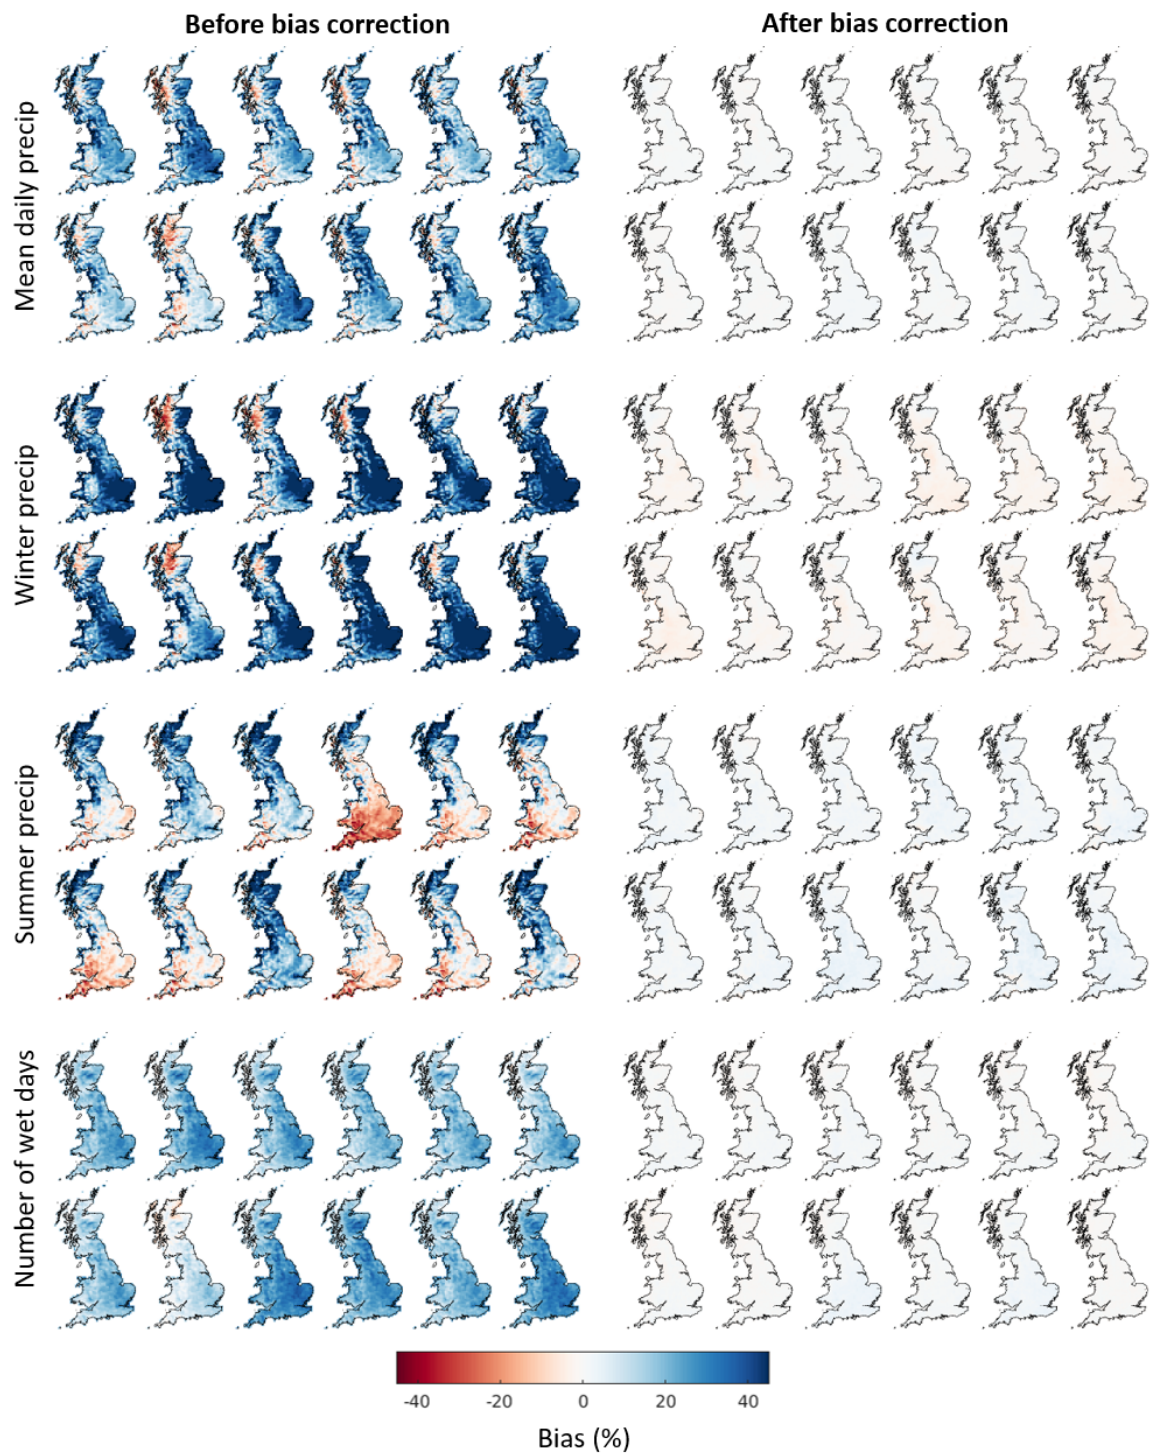 Before bias correction
After bias correction
Mean daily precip
Winter precip
Summer precip
Number of wet days
-40 -20 0 20 40
Bias (%)